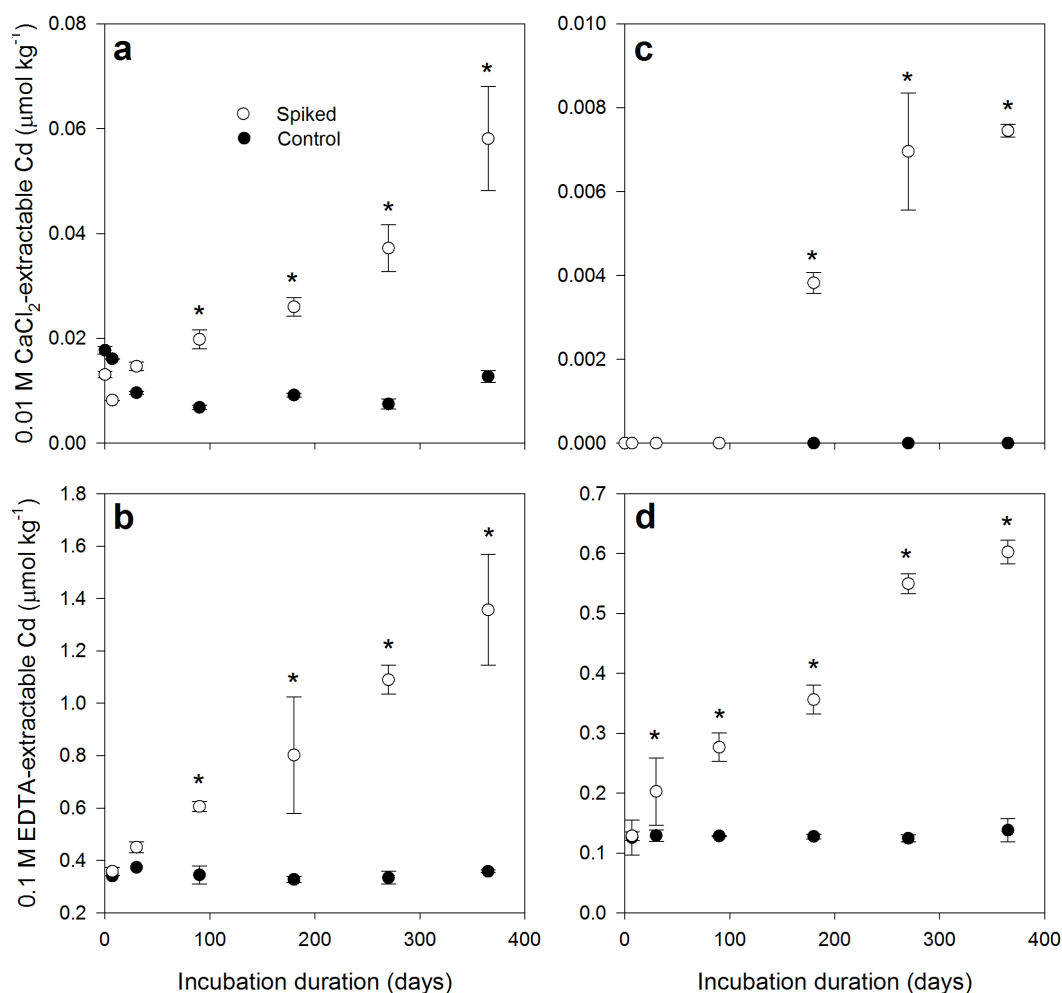 a
Spiked
Control
* * * *
0.01 M CaCl₂-extractable Cd (μmol kg⁻¹)
0.08
0.06
0.04
0.02
0.00
c
* * *
0.010
0.008
0.006
0.004
0.002
0.000
b
* * * *
0.1 M EDTA-extractable Cd (μmol kg⁻¹)
1.8
1.6
1.4
1.2
1.0
0.8
0.6
0.4
0.2
0 100 200 300 400
Incubation duration (days)
d
* * * * *
0.7
0.6
0.5
0.4
0.3
0.2
0.1
0.0
0 100 200 300 400
Incubation duration (days)